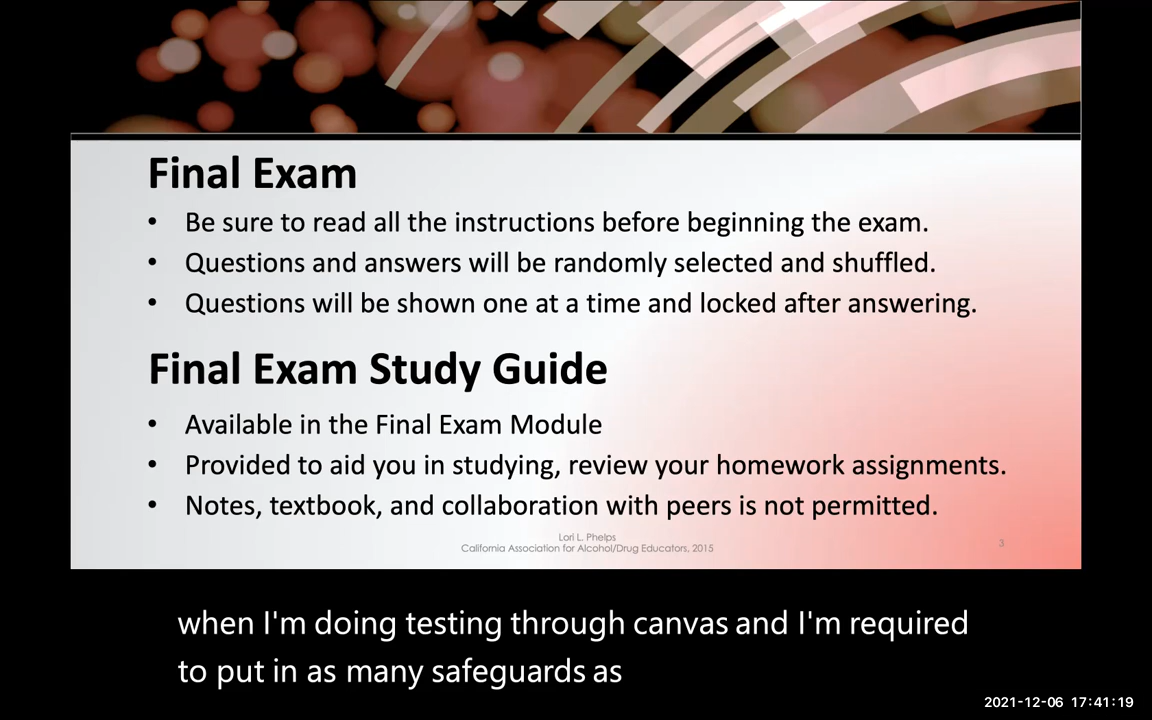 Final Exam
• Be sure to read all the instructions before beginning the exam.
• Questions and answers will be randomly selected and shuffled.
• Questions will be shown one at a time and locked after answering.
Final Exam Study Guide
• Available in the Final Exam Module
• Provided to aid you in studying, review your homework assignments.
• Notes, textbook, and collaboration with peers is not permitted.
Lori L. Phelps
California Association for Alcohol/Drug Educators, 2015
3
when I'm doing testing through canvas and I'm required
to put in as many safeguards as
2021-12-06 17:41:19